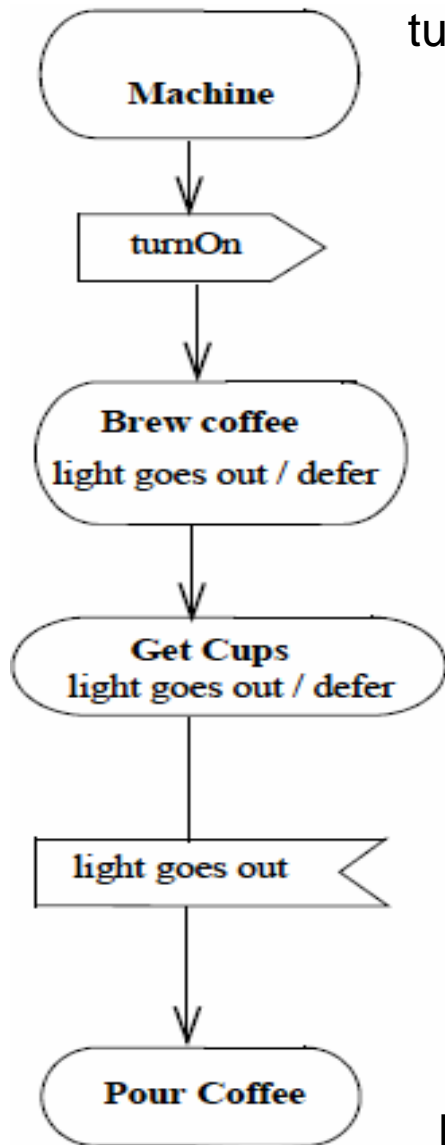 tu
Machine
turnOn
Brew coffee
light goes out / defer
Get Cups
light goes out / defer
light goes out
Pour Coffee